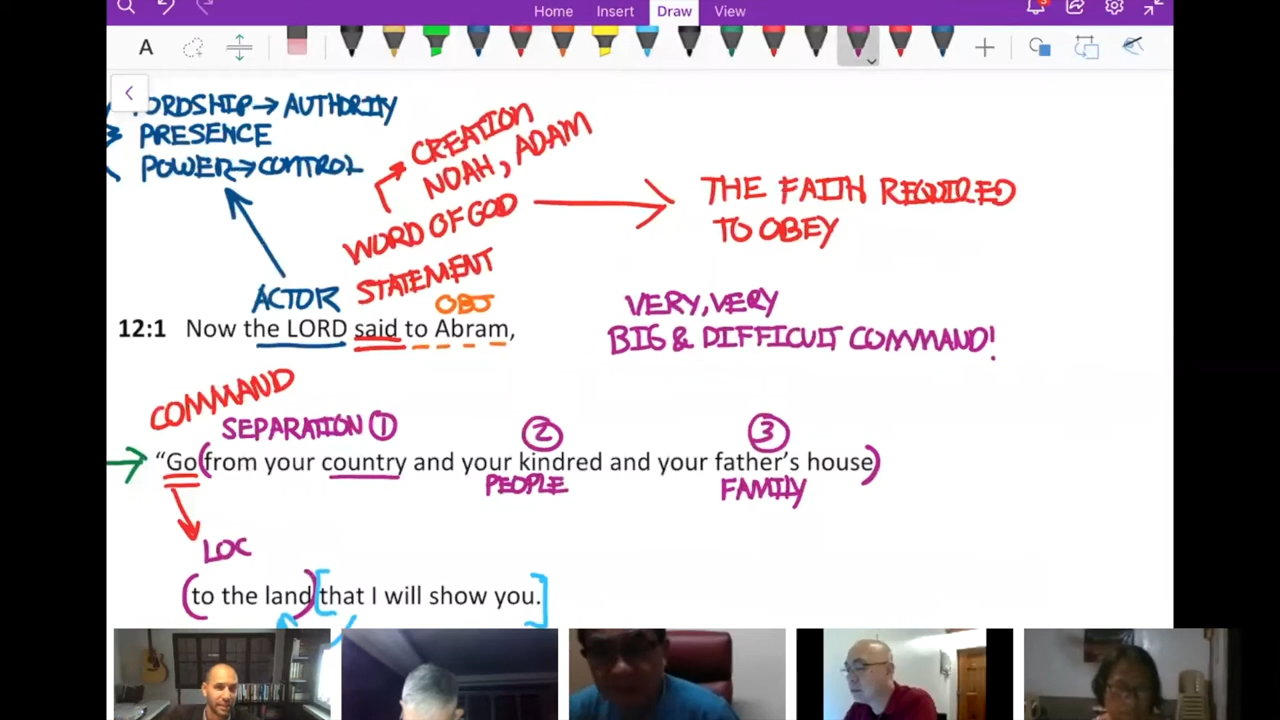 Home Insert Draw View
A
LORDSHIP → AUTHORITY
PRESENCE
POWER → CONTROL
CREATION
NOAH, ADAM
WORD OF GOD
THE FAITH REQUIRED
TO OBEY
STATEMENT
ACTOR
OBJ
VERY, VERY
BIG & DIFFICULT COMMAND!
12:1 Now the LORD said to Abram,
COMMAND
SEPARATION ① ② ③
“Go (from your country and your kindred and your father’s house)
PEOPLE FAMILY
LOC
(to the land) [that I will show you.]